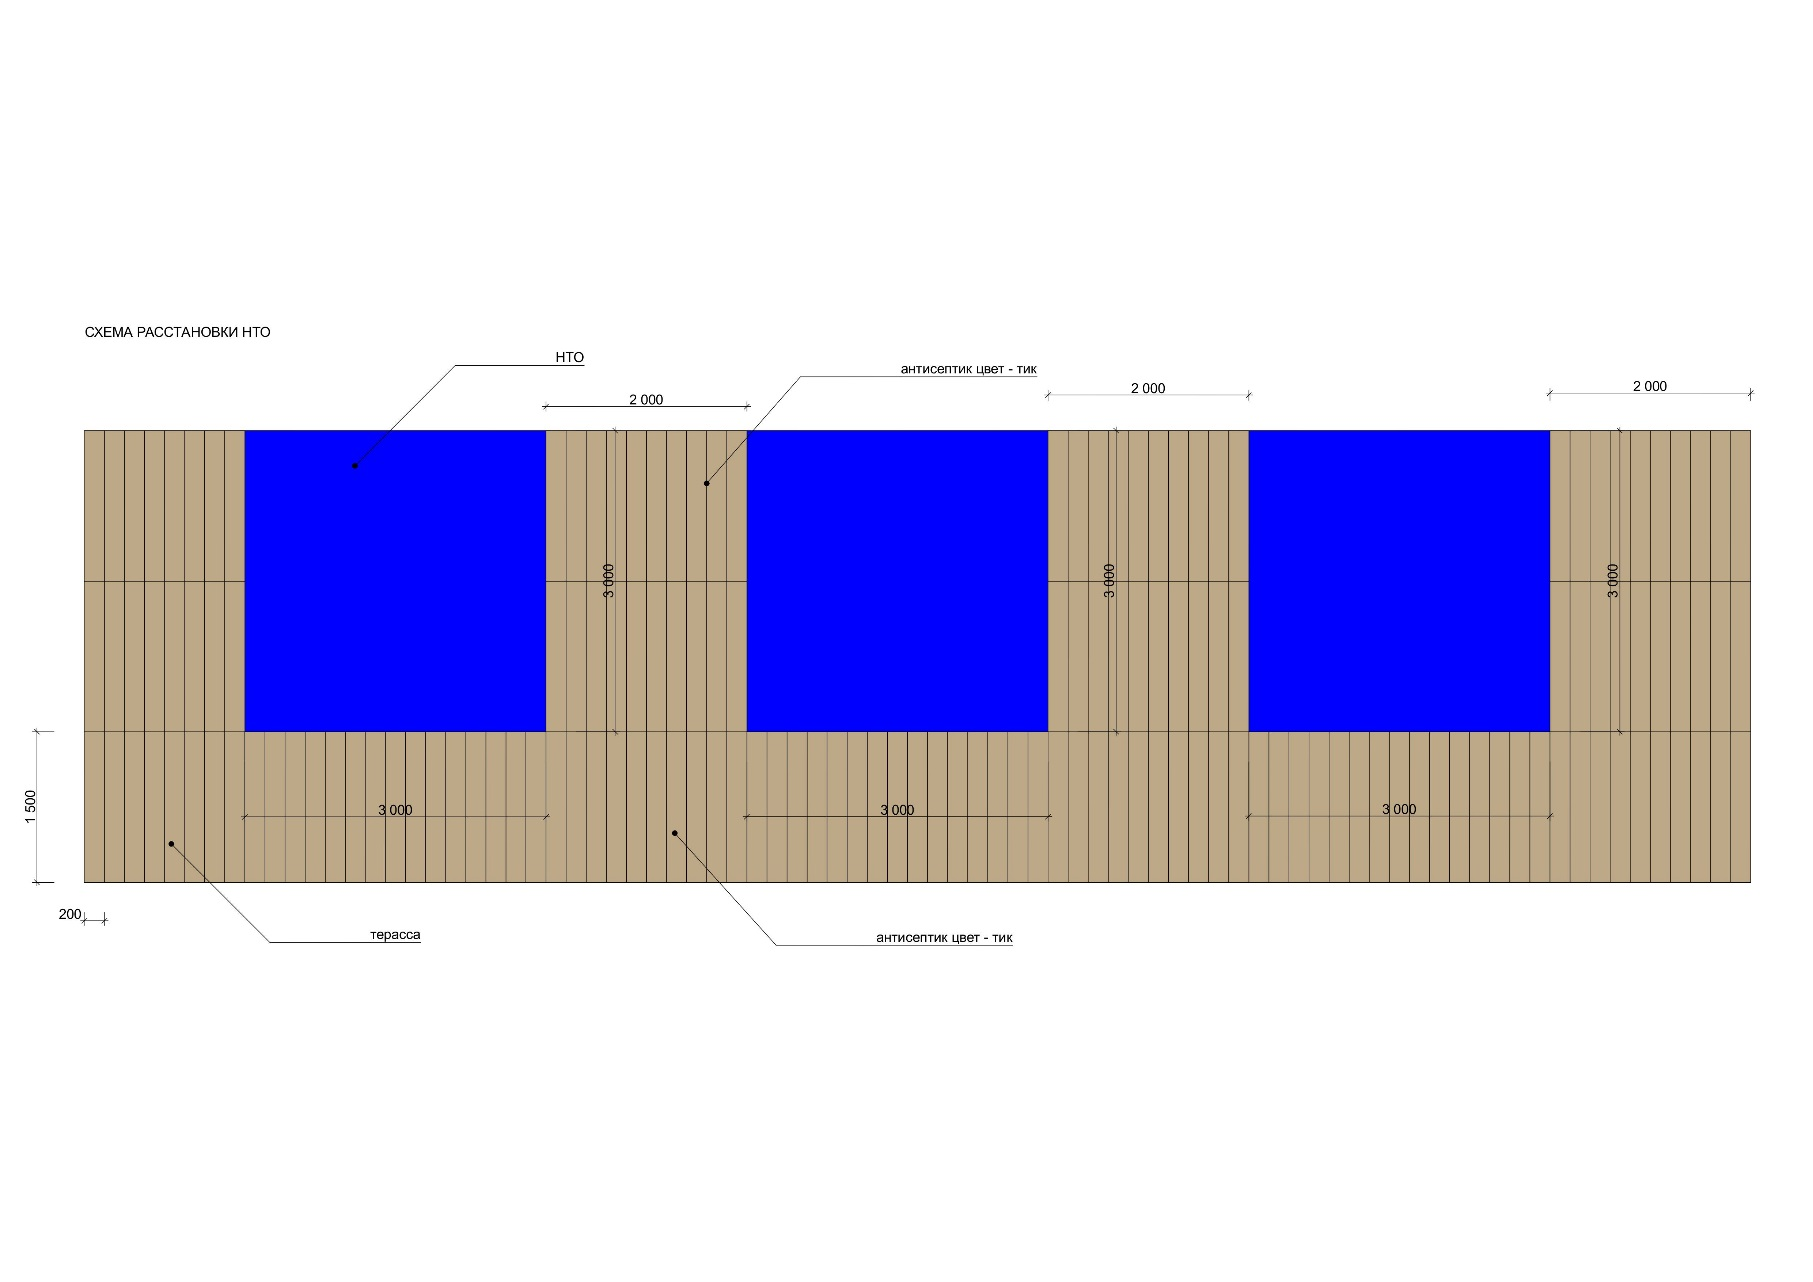 СХЕМА РАССТАНОВКИ НТО
НТО
антисептик цвет - тик
2 000
2 000
2 000
3 000
3 000
3 000
1 500
3 000
3 000
3 000
200
терасса
антисептик цвет - тик